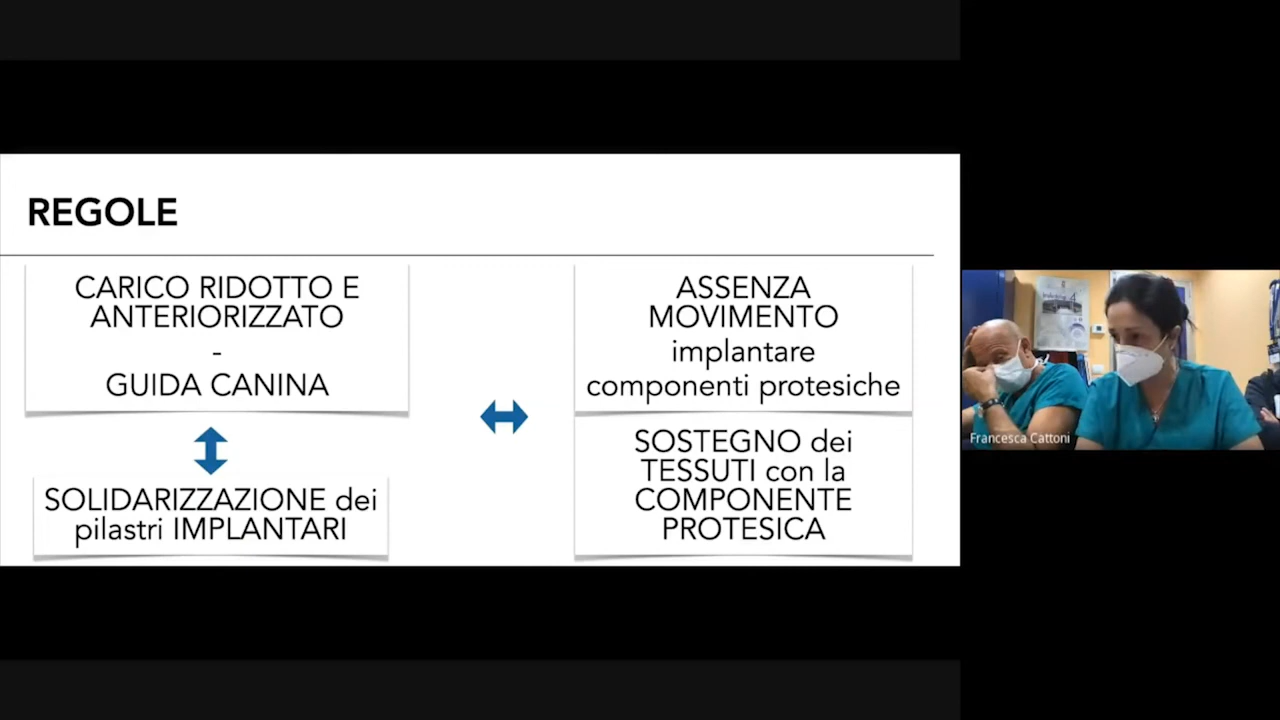 REGOLE
CARICO RIDOTTO E
ANTERIORIZZATO
-
GUIDA CANINA
SOLIDARIZZAZIONE dei
pilastri IMPLANTARI
ASSENZA
MOVIMENTO
implantare
componenti protesiche
SOSTEGNO dei
TESSUTI con la
COMPONENTE
PROTESICA
Francesca Cattoni